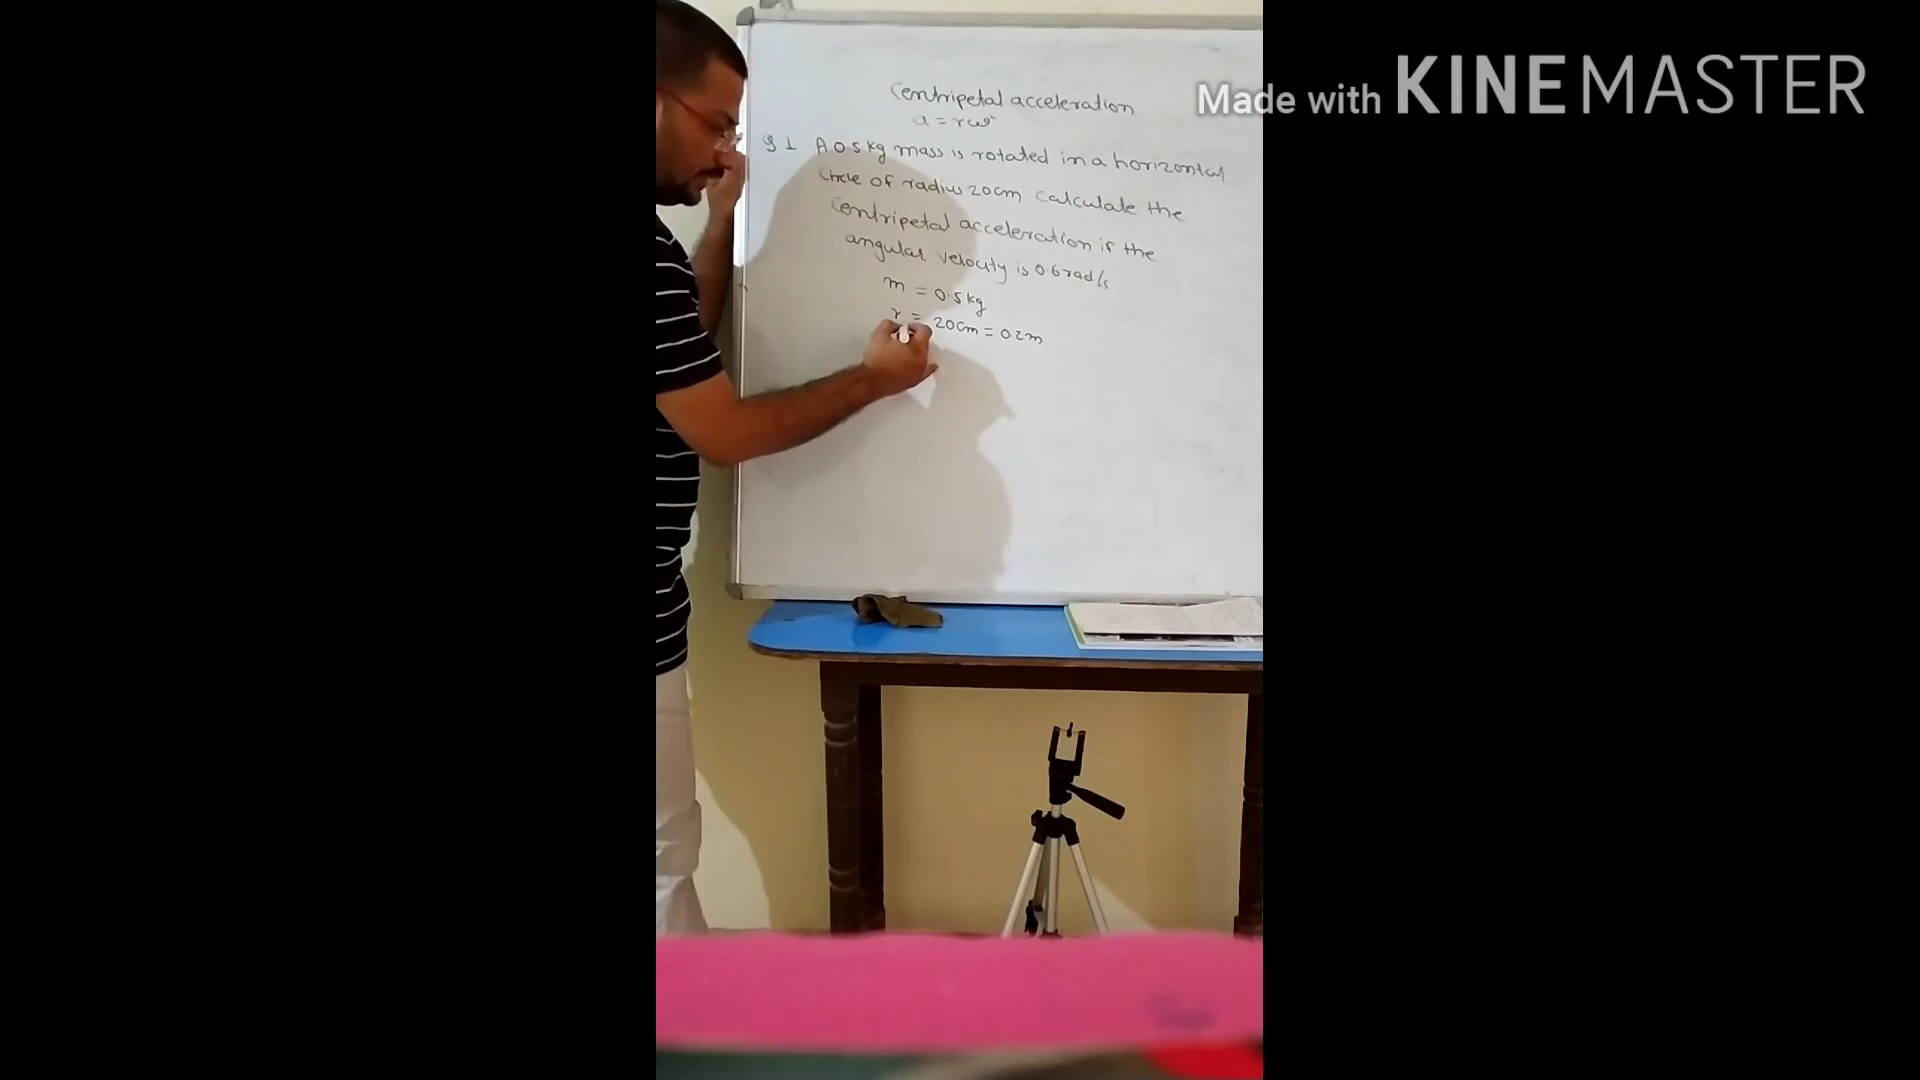 Made with KINEMASTER
Centripetal acceleration
a = rω²
Q 1 A 0.5 kg mass is rotated in a horizontal
Circle of radius 20cm Calculate the
Centripetal acceleration if the
angular velocity is 0.6 rad/s
m = 0.5 kg
r = 20cm = 0.2m